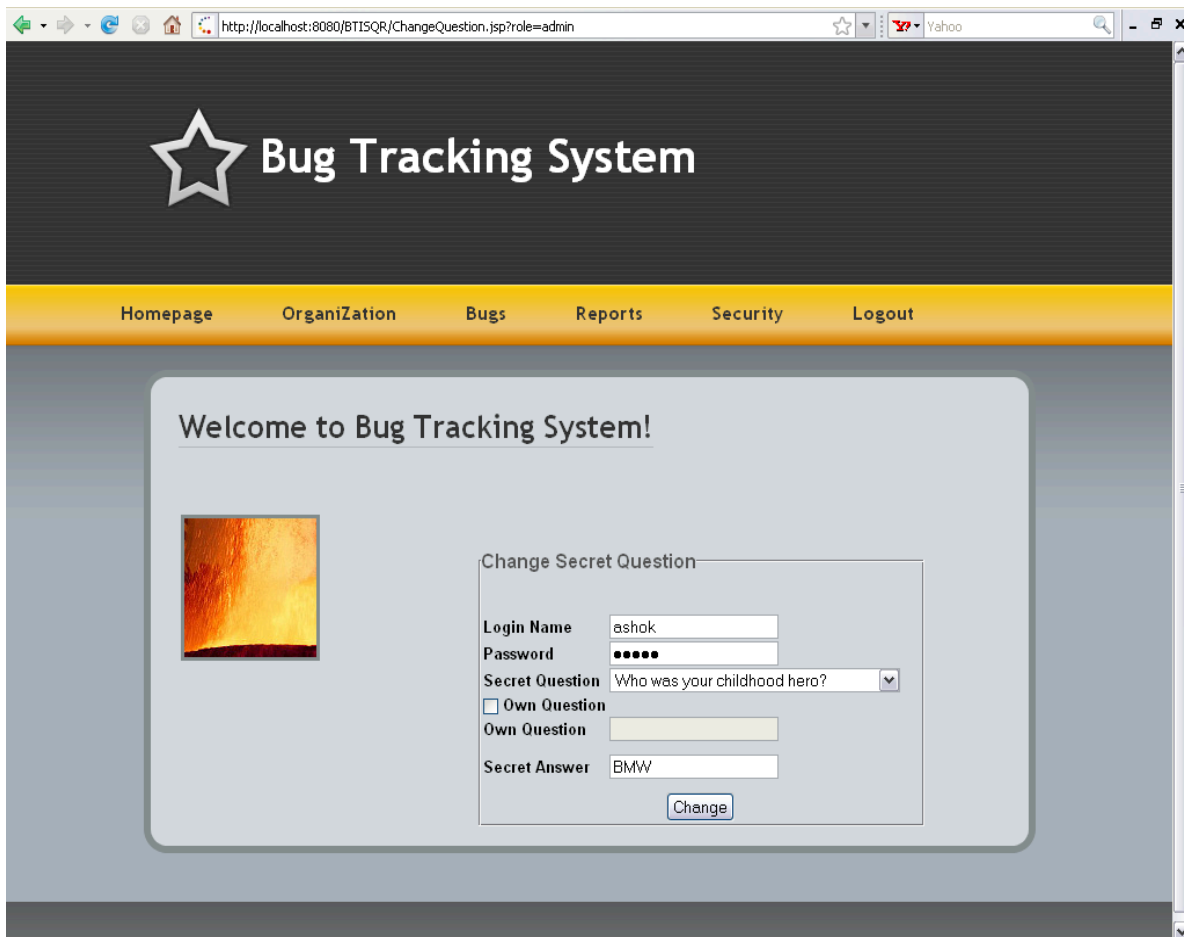 http://localhost:8080/BTISQR/ChangeQuestion.jsp?role=admin Yahoo
Bug Tracking System
Homepage OrganiZation Bugs Reports Security Logout
Welcome to Bug Tracking System!
Change Secret Question
Login Name ashok
Password •••••
Secret Question Who was your childhood hero?
Own Question
Own Question
Secret Answer BMW
Change